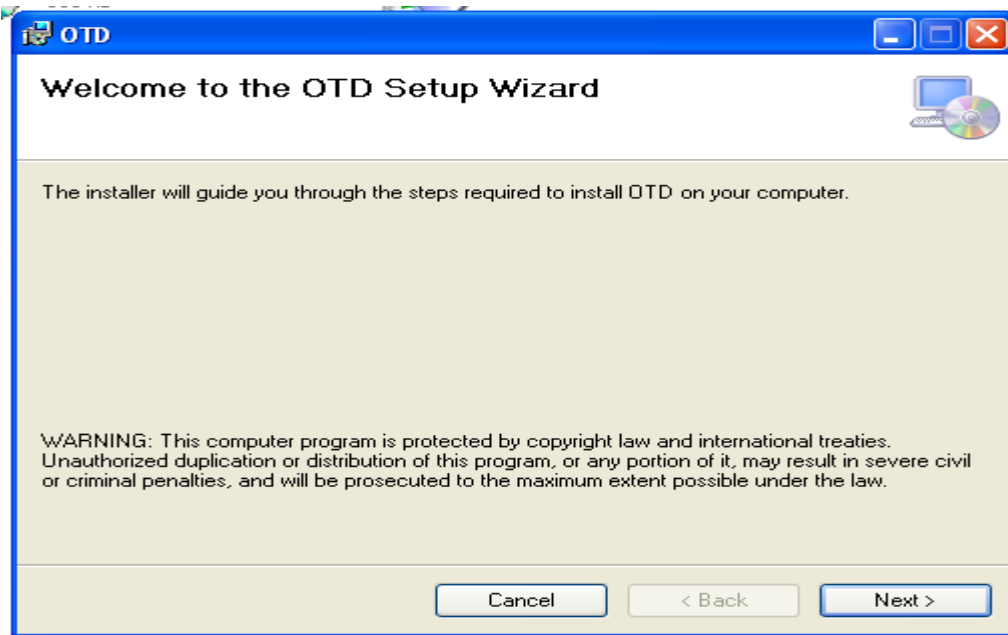 OTD
Welcome to the OTD Setup Wizard
The installer will guide you through the steps required to install OTD on your computer.
WARNING: This computer program is protected by copyright law and international treaties.
Unauthorized duplication or distribution of this program, or any portion of it, may result in severe civil
or criminal penalties, and will be prosecuted to the maximum extent possible under the law.
Cancel
< Back
Next >